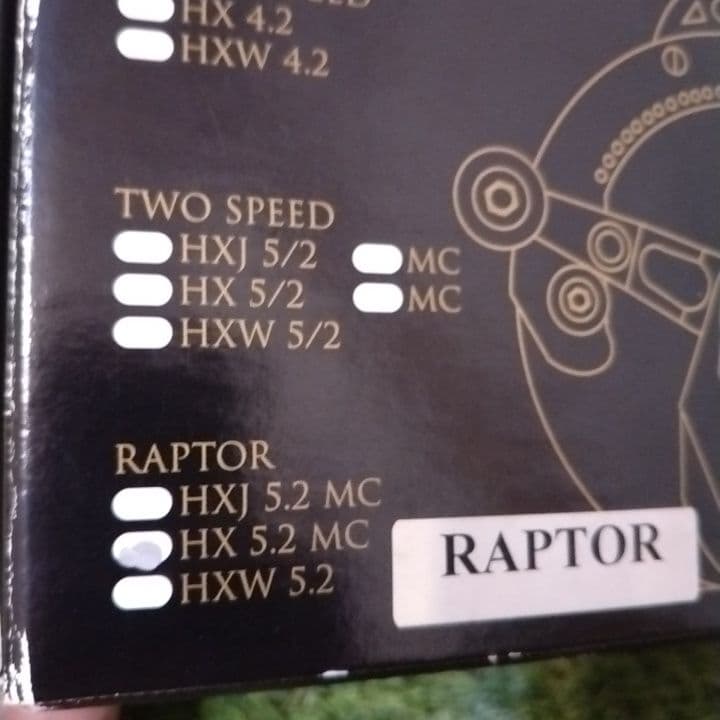 HX 4.2
HXW 4.2
TWO SPEED
HXJ 5/2 MC
HX 5/2 MC
HXW 5/2
RAPTOR
HXJ 5.2 MC
HX 5.2 MC
HXW 5.2
RAPTOR